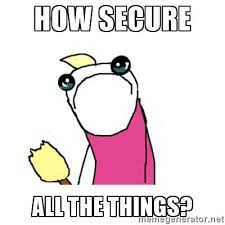 HOW SECURE
ALL THE THINGS?
memegenerator.net